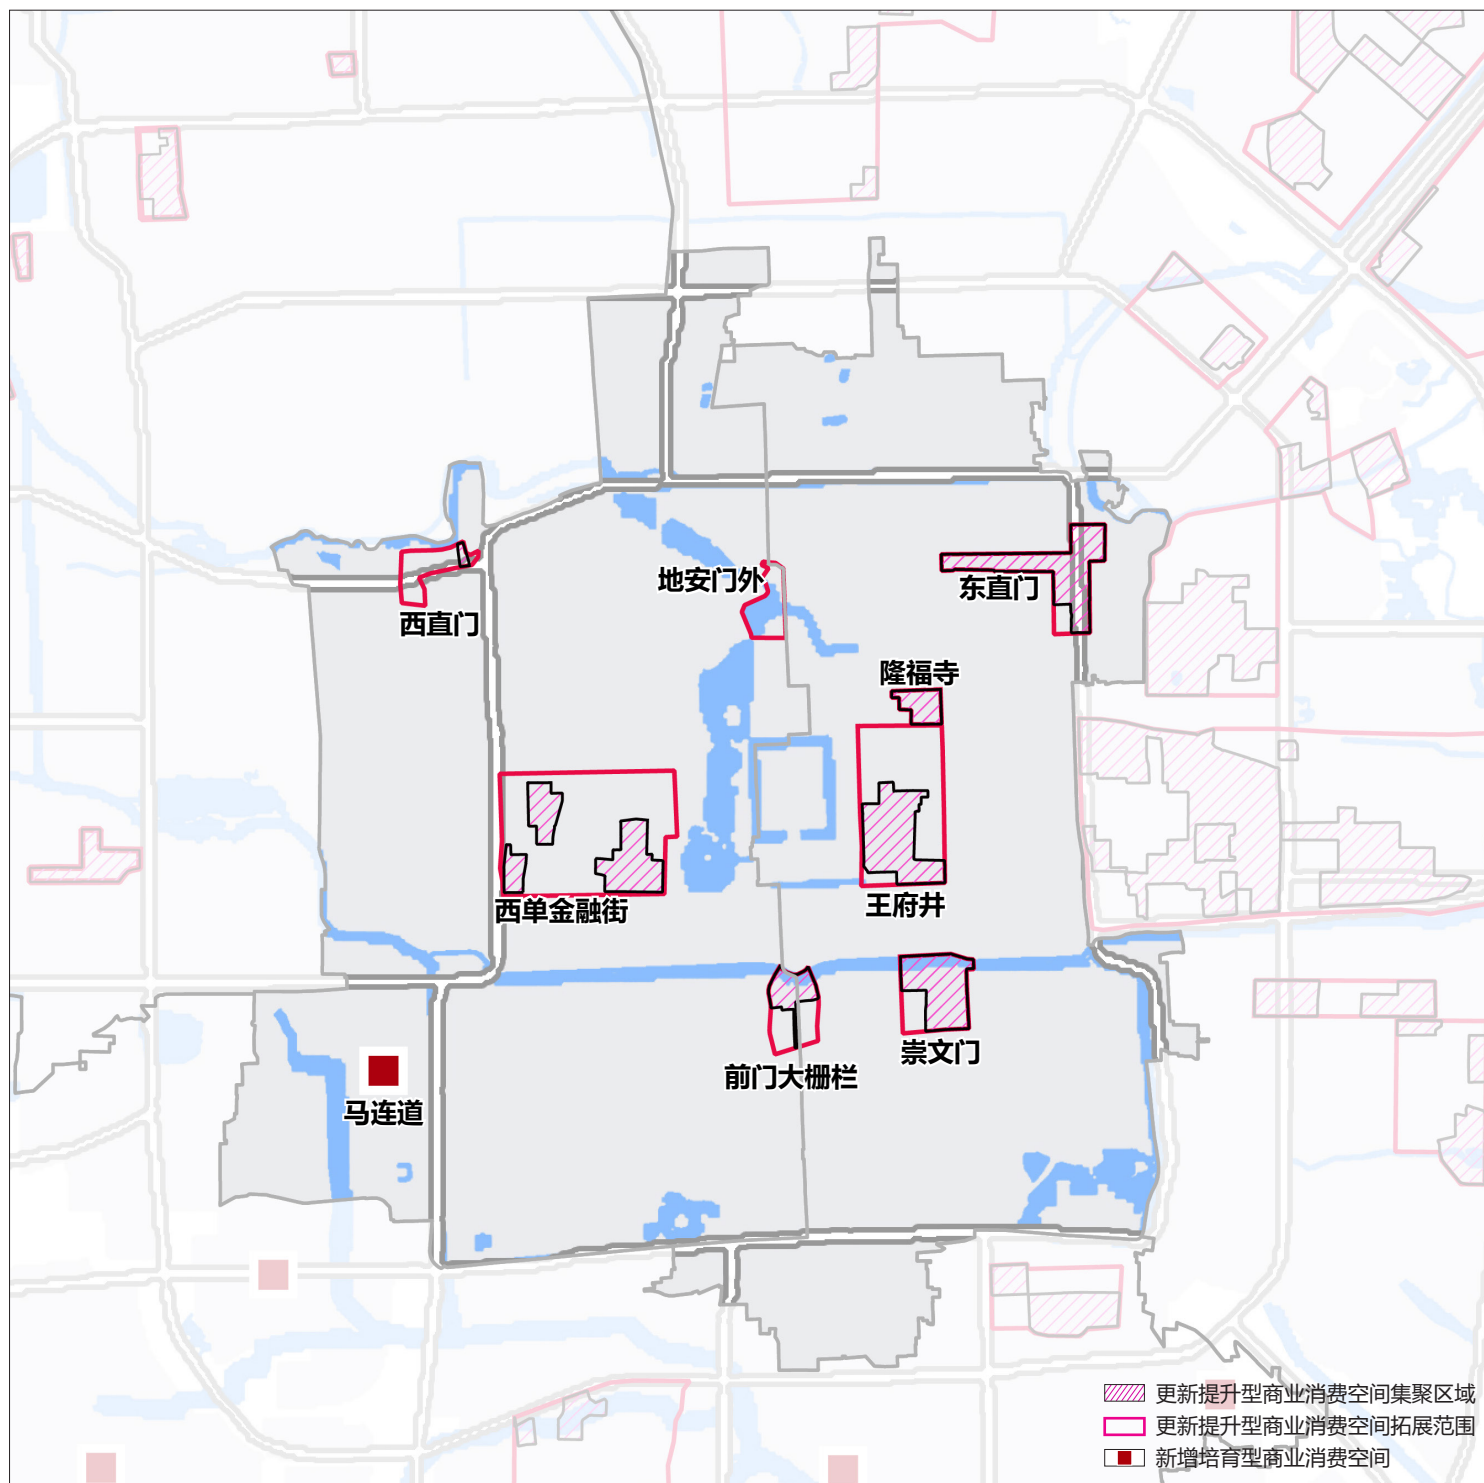 地安门外
东直门
西直门
隆福寺
西单金融街
王府井
前门大栅栏
崇文门
马连道
更新提升型商业消费空间集聚区域
更新提升型商业消费空间拓展范围
新增培育型商业消费空间